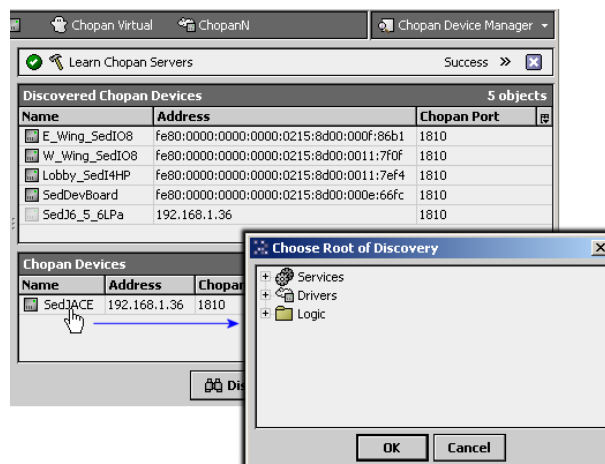 Chopan Virtual ChopanN Chopan Device Manager
Learn Chopan Servers Success »
Discovered Chopan Devices 5 objects
Name Address Chopan Port
E_Wing_SedIO8 fe80:0000:0000:0000:0215:8d00:000f:86b1 1810
W_Wing_SedIO8 fe80:0000:0000:0000:0215:8d00:0011:7f0f 1810
Lobby_SedI4HP fe80:0000:0000:0000:0215:8d00:0011:7ef4 1810
SedDevBoard fe80:0000:0000:0000:0215:8d00:000e:66fc 1810
SedJ6_5_6LPa 192.168.1.36 1810
Chopan Devices
Name Address Chopan
SedJACE 192.168.1.36 1810
Choose Root of Discovery
Services
Drivers
Logic
OK Cancel